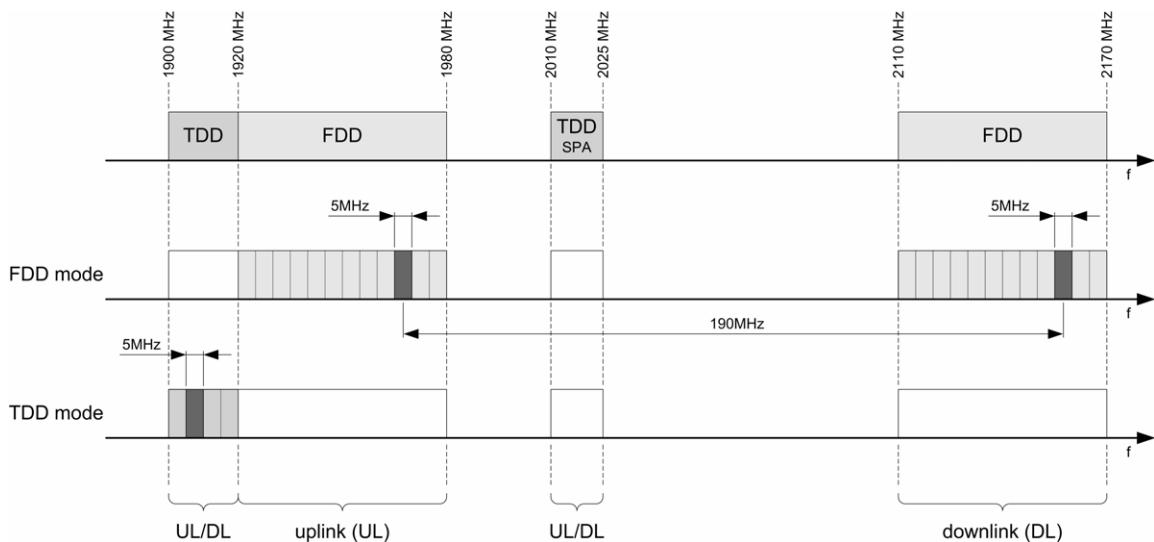 1900 MHz
1920 MHz
1980 MHz
2010 MHz
2025 MHz
2110 MHz
2170 MHz
TDD
FDD
TDD
SPA
FDD
f
5MHz
5MHz
FDD mode
f
190MHz
5MHz
TDD mode
f
UL/DL
uplink (UL)
UL/DL
downlink (DL)